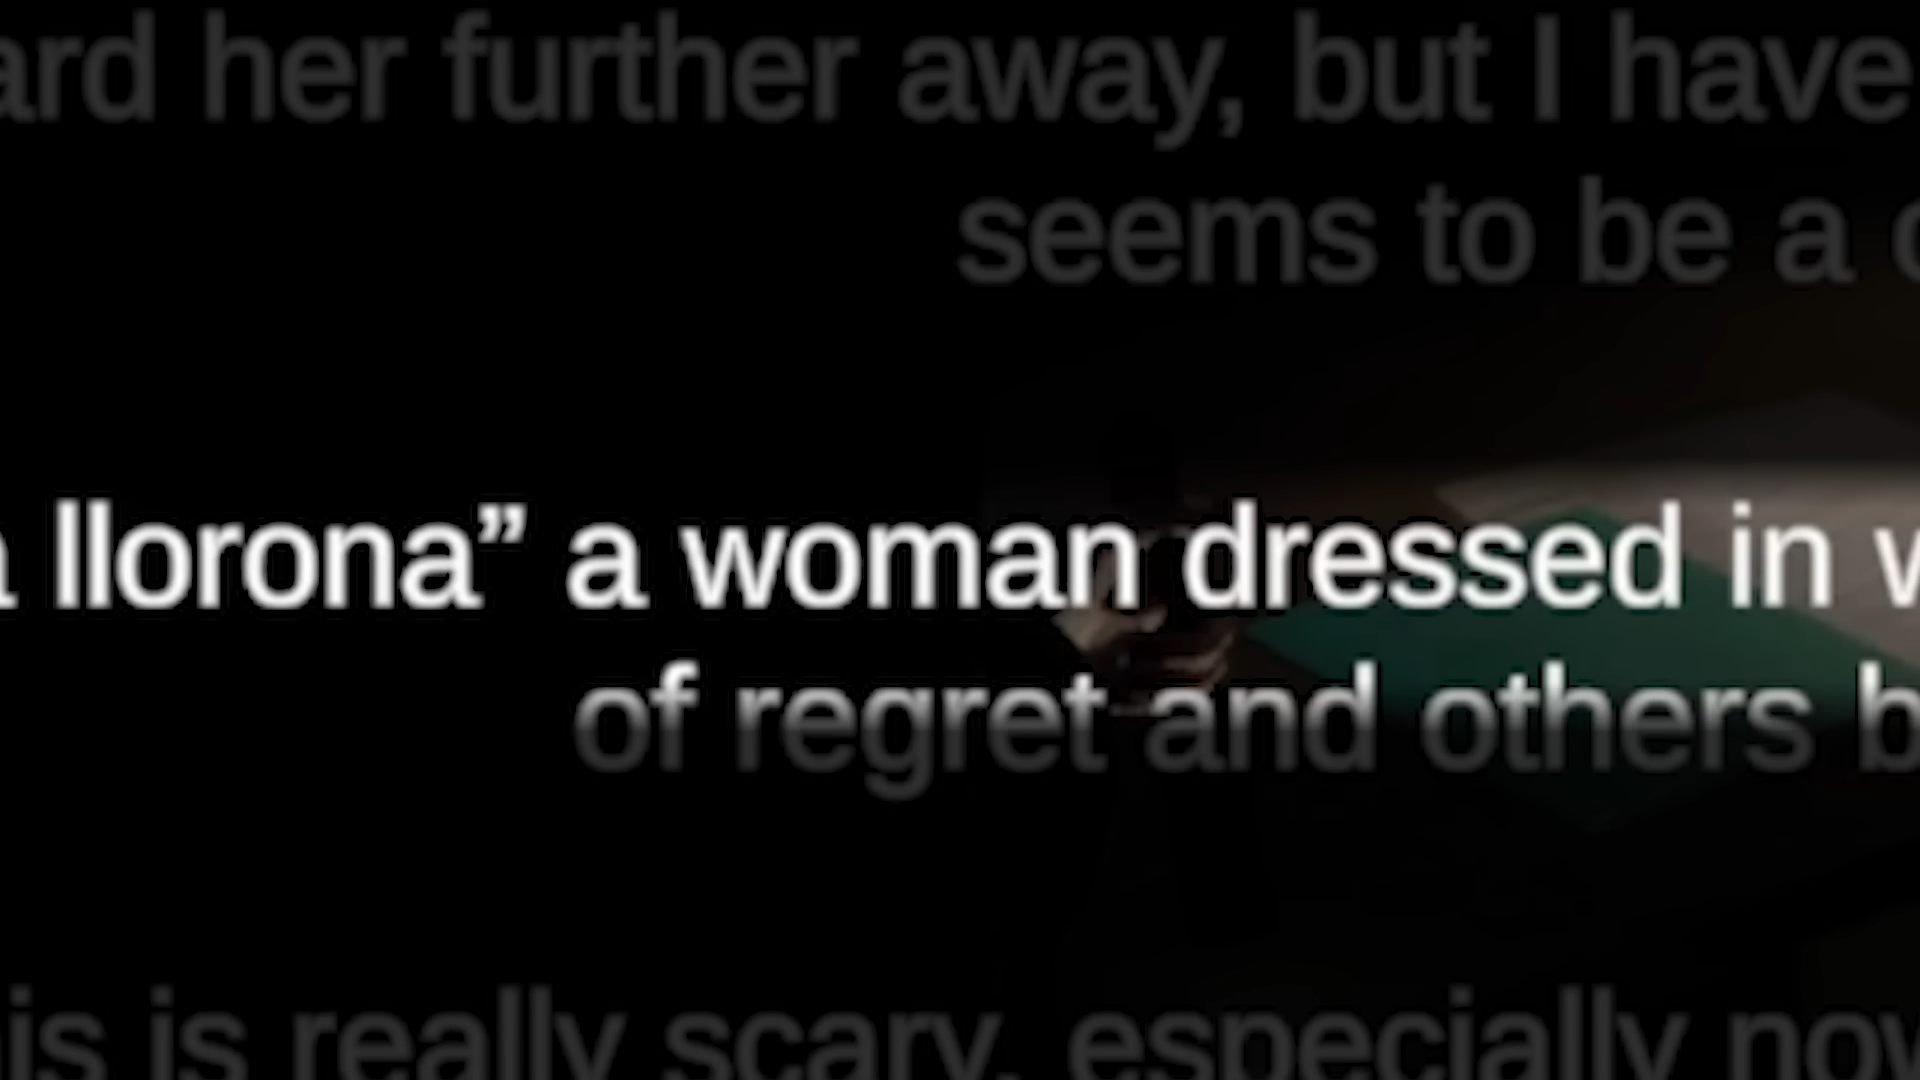 ard her further away, but I have
seems to be a
llorona” a woman dressed in
of regret and others
is is really scary, especially now